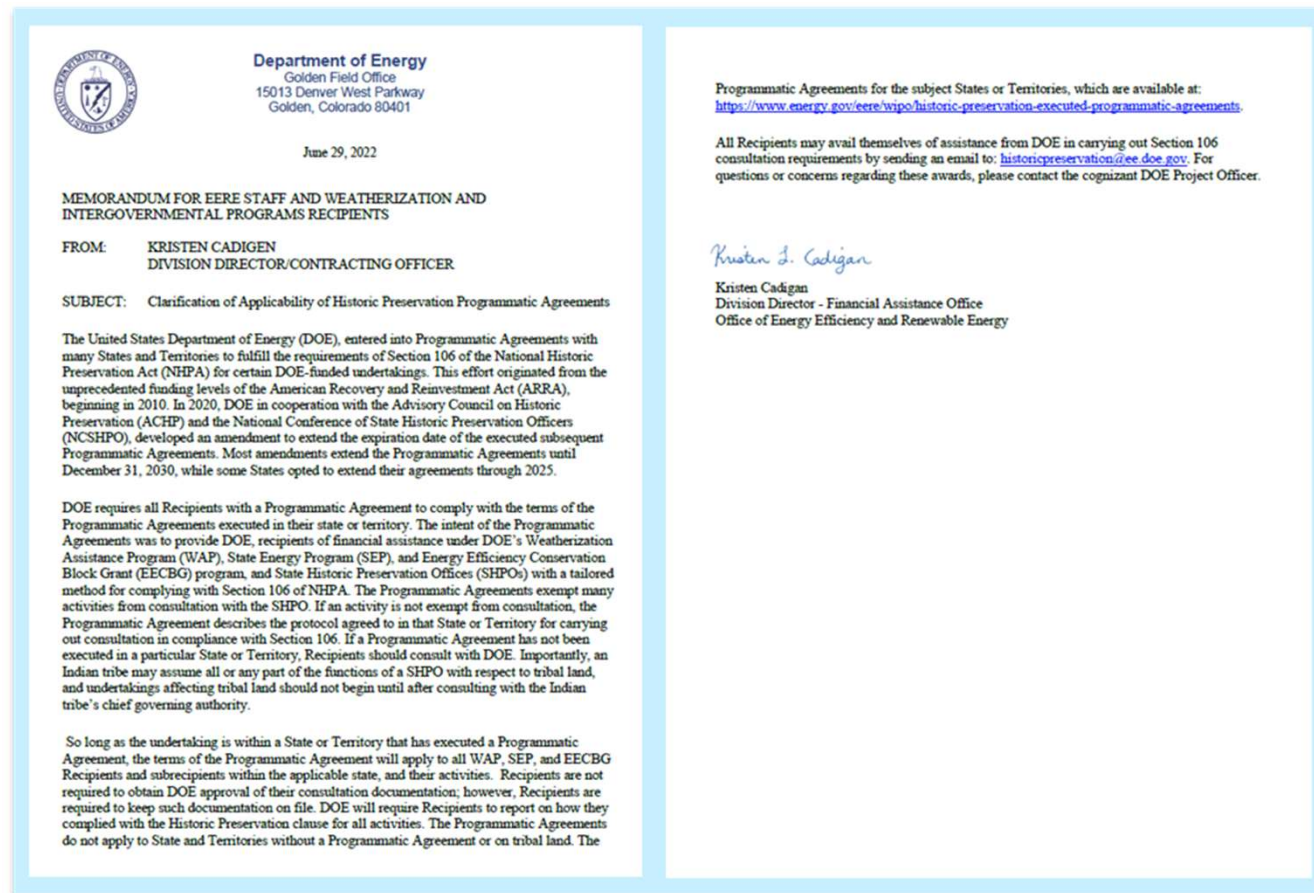 DEPARTMENT OF ENERGY
UNITED STATES OF AMERICA
Department of Energy
Golden Field Office
15013 Denver West Parkway
Golden, Colorado 80401
June 29, 2022
MEMORANDUM FOR EERE STAFF AND WEATHERIZATION AND
INTERGOVERNMENTAL PROGRAMS RECIPIENTS
FROM: KRISTEN CADIGEN
DIVISION DIRECTOR/CONTRACTING OFFICER
SUBJECT: Clarification of Applicability of Historic Preservation Programmatic Agreements
The United States Department of Energy (DOE), entered into Programmatic Agreements with
many States and Territories to fulfill the requirements of Section 106 of the National Historic
Preservation Act (NHPA) for certain DOE-funded undertakings. This effort originated from the
unprecedented funding levels of the American Recovery and Reinvestment Act (ARRA),
beginning in 2010. In 2020, DOE in cooperation with the Advisory Council on Historic
Preservation (ACHP) and the National Conference of State Historic Preservation Officers
(NCSHPO), developed an amendment to extend the expiration date of the executed subsequent
Programmatic Agreements. Most amendments extend the Programmatic Agreements until
December 31, 2030, while some States opted to extend their agreements through 2025.
DOE requires all Recipients with a Programmatic Agreement to comply with the terms of the
Programmatic Agreements executed in their state or territory. The intent of the Programmatic
Agreements was to provide DOE, recipients of financial assistance under DOE's Weatherization
Assistance Program (WAP), State Energy Program (SEP), and Energy Efficiency Conservation
Block Grant (EECBG) program, and State Historic Preservation Offices (SHPOs) with a tailored
method for complying with Section 106 of NHPA. The Programmatic Agreements exempt many
activities from consultation with the SHPO. If an activity is not exempt from consultation, the
Programmatic Agreement describes the protocol agreed to in that State or Territory for carrying
out consultation in compliance with Section 106. If a Programmatic Agreement has not been
executed in a particular State or Territory, Recipients should consult with DOE. Importantly, an
Indian tribe may assume all or any part of the functions of a SHPO with respect to tribal land,
and undertakings affecting tribal land should not begin until after consulting with the Indian
tribe's chief governing authority.
So long as the undertaking is within a State or Territory that has executed a Programmatic
Agreement, the terms of the Programmatic Agreement will apply to all WAP, SEP, and EECBG
Recipients and subrecipients within the applicable state, and their activities. Recipients are not
required to obtain DOE approval of their consultation documentation; however, Recipients are
required to keep such documentation on file. DOE will require Recipients to report on how they
complied with the Historic Preservation clause for all activities. The Programmatic Agreements
do not apply to State and Territories without a Programmatic Agreement or on tribal land. The
Programmatic Agreements for the subject States or Territories, which are available at:
https://www.energy.gov/eere/wipo/historic-preservation-executed-programmatic-agreements.
All Recipients may avail themselves of assistance from DOE in carrying out Section 106
consultation requirements by sending an email to: historicpreservation@ee.doe.gov. For
questions or concerns regarding these awards, please contact the cognizant DOE Project Officer.
Kristen L. Cadigan
Kristen Cadigan
Division Director - Financial Assistance Office
Office of Energy Efficiency and Renewable Energy